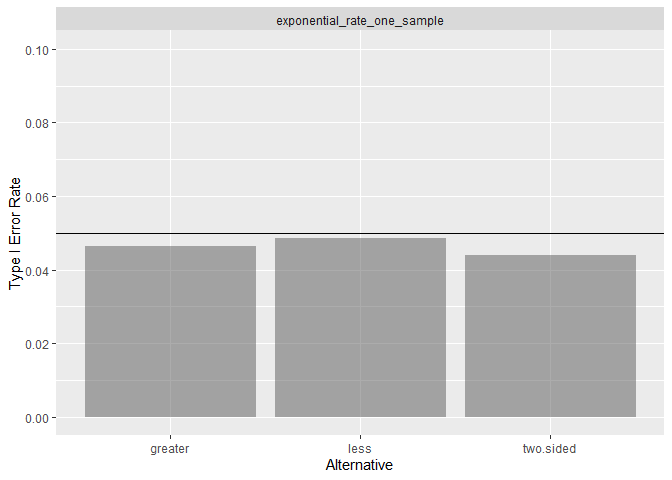 exponential_rate_one_sample
0.10
0.08
0.06
0.04
0.02
0.00
Type I Error Rate
greater
less
two.sided
Alternative